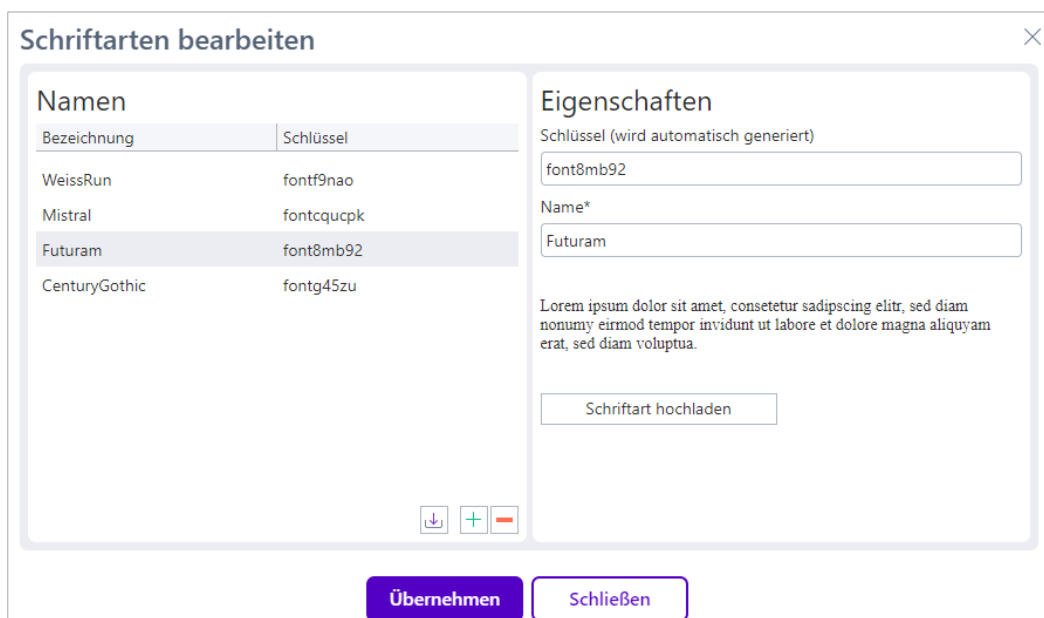 Schriftarten bearbeiten
Namen
Bezeichnung Schlüssel
WeissRun fontf9nao
Mistral fontcqucpk
Futuram font8mb92
CenturyGothic fontg45zu
Eigenschaften
Schlüssel (wird automatisch generiert)
font8mb92
Name*
Futuram
Lorem ipsum dolor sit amet, consetetur sadipscing elitr, sed diam
nonumy eirmod tempor invidunt ut labore et dolore magna aliquyam
erat, sed diam voluptua.
Schriftart hochladen
Übernehmen
Schließen